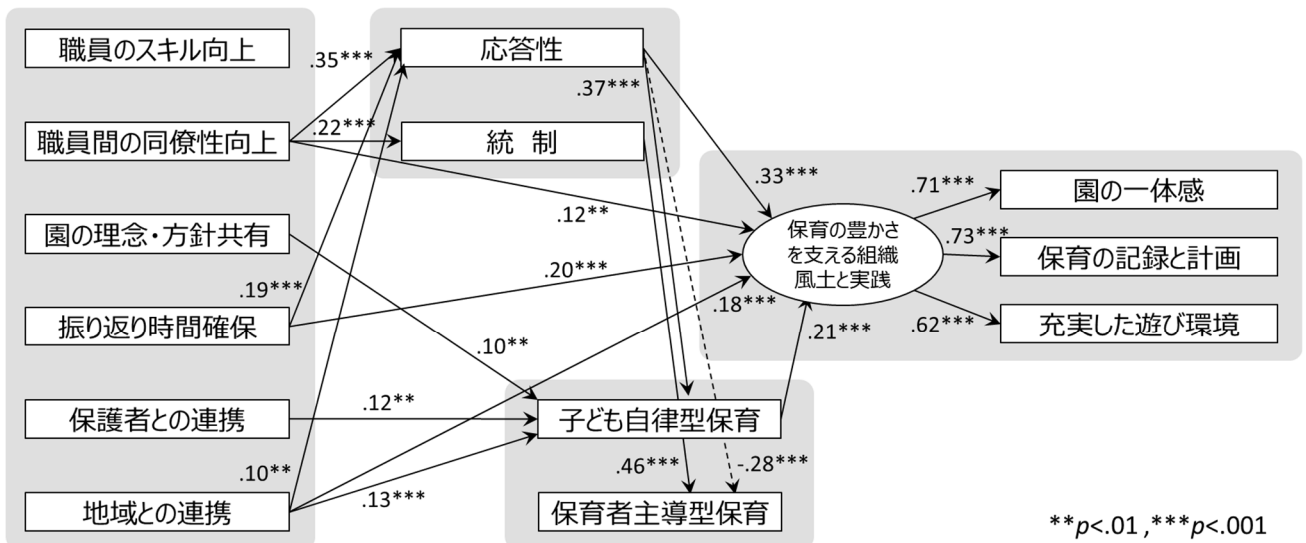 職員のスキル向上
職員間の同僚性向上
園の理念・方針共有
振り返り時間確保
保護者との連携
地域との連携
応答性
統 制
.35***
.22***
.37***
.33***
.12**
.20***
.19***
.18***
.10**
.12**
.10**
.13***
.21***
.46***
-.28***
子ども自律型保育
保育者主導型保育
保育の豊かさ
を支える組織
風土と実践
.71***
.73***
.62***
園の一体感
保育の記録と計画
充実した遊び環境
**p<.01 ,***p<.001